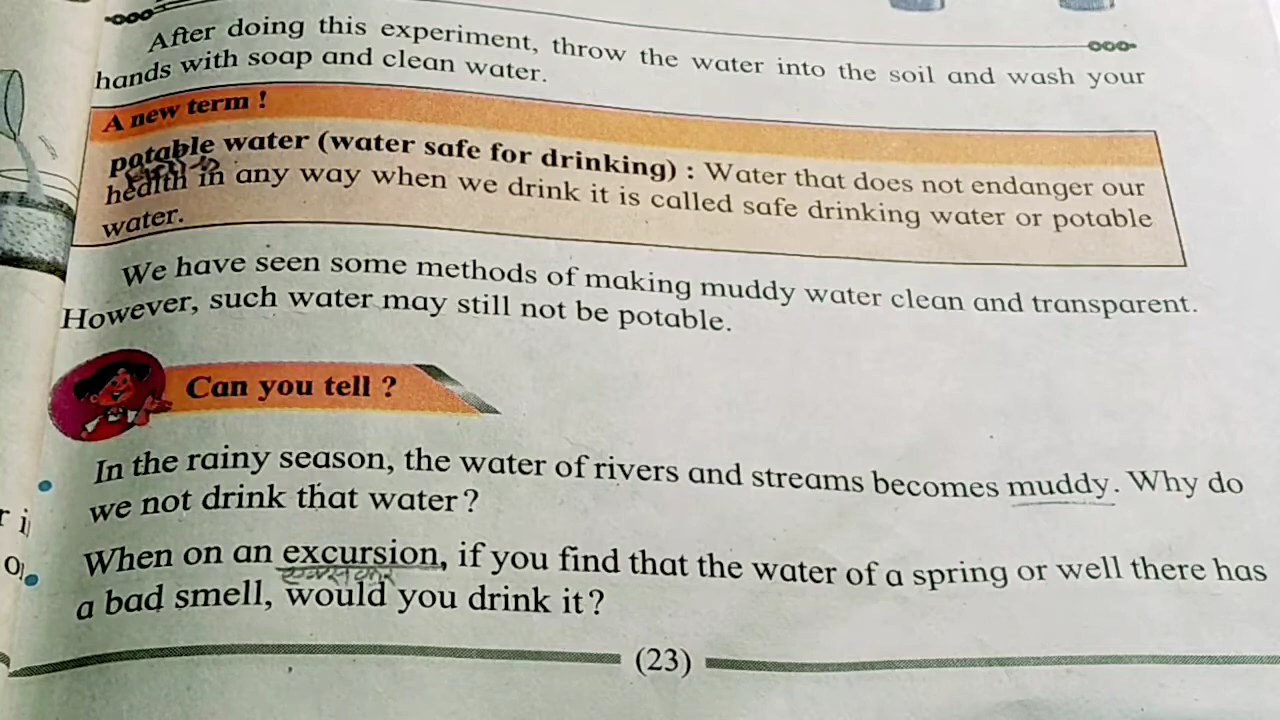 After doing this experiment, throw the water into the soil and wash your
hands with soap and clean water.
A new term !
potable water (water safe for drinking) : Water that does not endanger our
health in any way when we drink it is called safe drinking water or potable
water.
We have seen some methods of making muddy water clean and transparent.
However, such water may still not be potable.
Can you tell ?
In the rainy season, the water of rivers and streams becomes muddy. Why do
we not drink that water?
When on an excursion, if you find that the water of a spring or well there has
a bad smell, would you drink it?
(23)